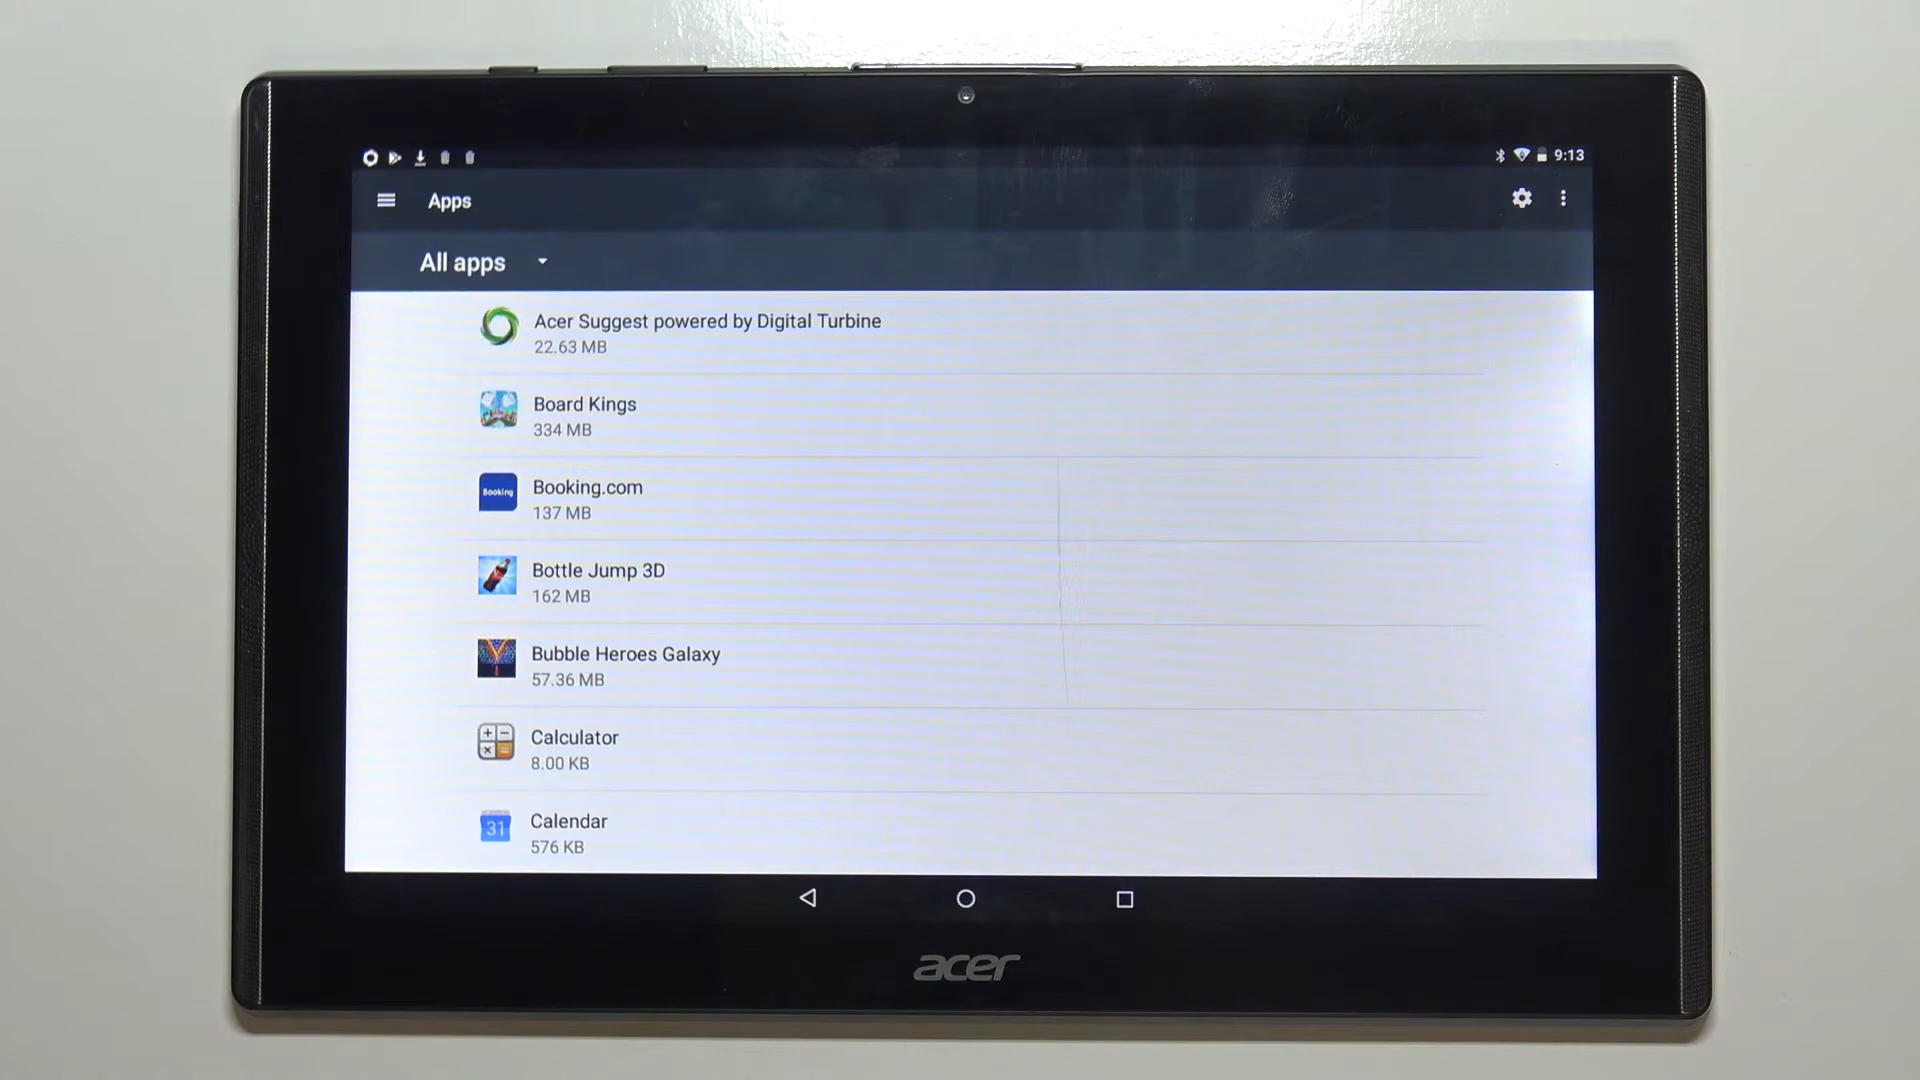 9:13
Apps
All apps
Acer Suggest powered by Digital Turbine
22.63 MB
Board Kings
334 MB
Booking
Booking.com
137 MB
Bottle Jump 3D
162 MB
Bubble Heroes Galaxy
57.36 MB
Calculator
8.00 KB
31
Calendar
576 KB
acer